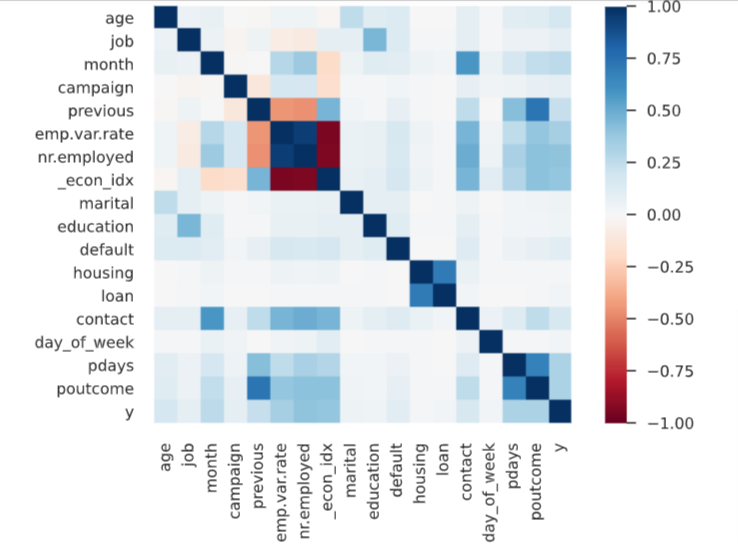 age
job
month
campaign
previous
emp.var.rate
nr.employed
_econ_idx
marital
education
default
housing
loan
contact
day_of_week
pdays
poutcome
y
age
job
month
campaign
previous
emp.var.rate
nr.employed
_econ_idx
marital
education
default
housing
loan
contact
day_of_week
pdays
poutcome
y
1.00
0.75
0.50
0.25
0.00
−0.25
−0.50
−0.75
−1.00